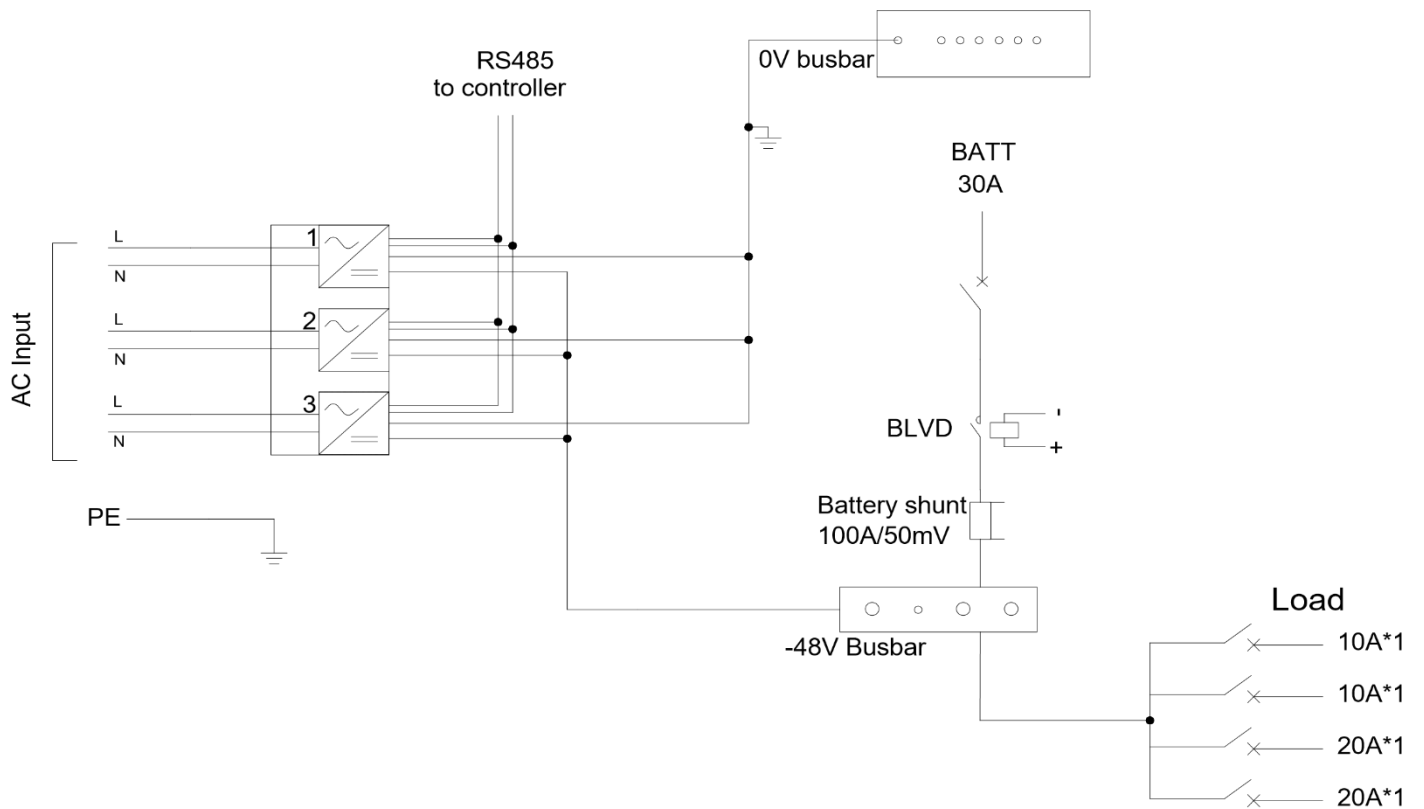 RS485
to controller
0V busbar
BATT
30A
AC Input
L
N
1
L
N
2
L
N
3
BLVD
-
+
PE
Battery shunt
100A/50mV
-48V Busbar
Load
10A*1
10A*1
20A*1
20A*1